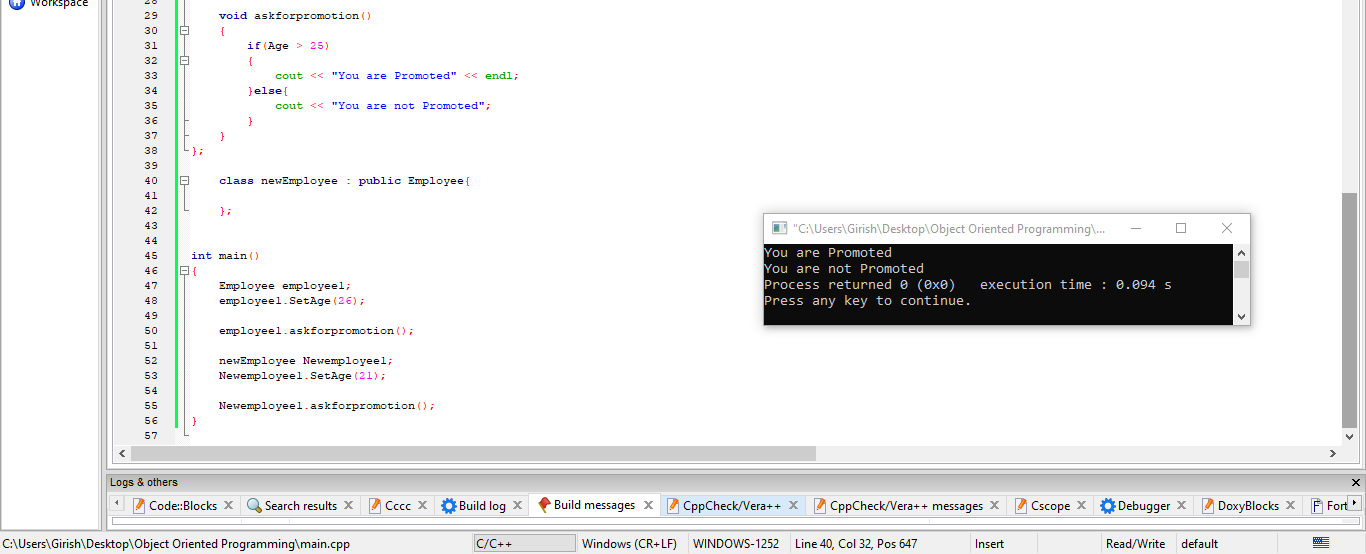 Workspace
28
29 void askforpromotion()
30 {
31 if(Age > 25)
32 {
33 cout << "You are Promoted" << endl;
34 }else{
35 cout << "You are not Promoted";
36 }
37 }
38 };
39
40 class newEmployee : public Employee{
41
42 };
43
44
45 int main()
46 {
47 Employee employee1;
48 employee1.SetAge(26);
49
50 employee1.askforpromotion();
51
52 newEmployee Newemployee1;
53 Newemployee1.SetAge(21);
54
55 Newemployee1.askforpromotion();
56 }
57
"C:\Users\Girish\Desktop\Object Oriented Programming\...
You are Promoted
You are not Promoted
Process returned 0 (0x0)   execution time : 0.094 s
Press any key to continue.
Logs & others
Code::Blocks Search results Cccc Build log Build messages CppCheck/Vera++ CppCheck/Vera++ messages Cscope Debugger DoxyBlocks Fort
C:\Users\Girish\Desktop\Object Oriented Programming\main.cpp C/C++ Windows (CR+LF) WINDOWS-1252 Line 40, Col 32, Pos 647 Insert Read/Write default